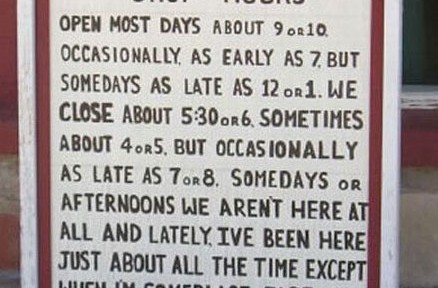 OPEN MOST DAYS ABOUT 9 OR 10.
OCCASIONALLY, AS EARLY AS 7, BUT
SOMEDAYS AS LATE AS 12 OR 1. WE
CLOSE ABOUT 5:30 OR 6, SOMETIMES
ABOUT 4 OR 5, BUT OCCASIONALLY
AS LATE AS 7 OR 8. SOMEDAYS OR
AFTERNOONS WE AREN'T HERE AT
ALL AND LATELY, I'VE BEEN HERE
JUST ABOUT ALL THE TIME EXCEPT